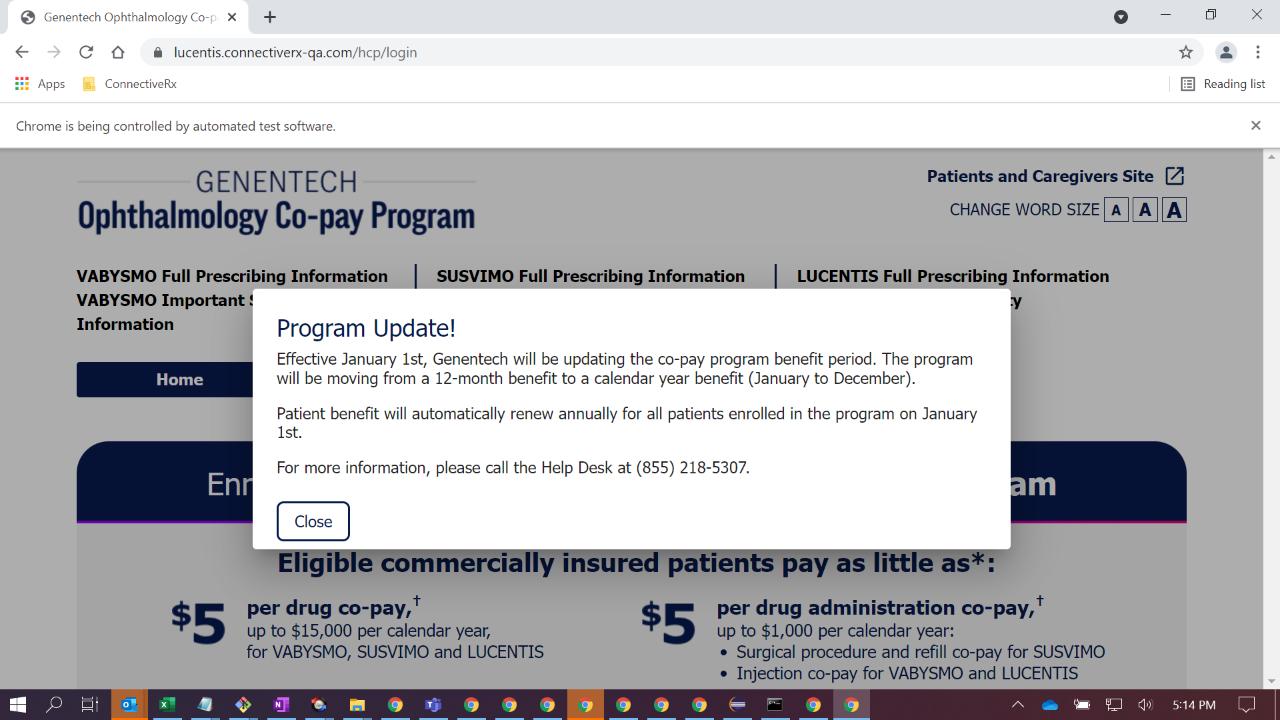 Genentech Ophthalmology Co-p
lucentis.connectiverx-qa.com/hcp/login
Apps
ConnectiveRx
Reading list
Chrome is being controlled by automated test software.
GENENTECH
Ophthalmology Co-pay Program
Patients and Caregivers Site
CHANGE WORD SIZE A A A
VABYSMO Full Prescribing Information
SUSVIMO Full Prescribing Information
LUCENTIS Full Prescribing Information
VABYSMO Important
Information
Home
Program Update!
Effective January 1st, Genentech will be updating the co-pay program benefit period. The program
will be moving from a 12-month benefit to a calendar year benefit (January to December).
Patient benefit will automatically renew annually for all patients enrolled in the program on January
1st.
For more information, please call the Help Desk at (855) 218-5307.
Close
Eligible commercially insured patients pay as little as*:
$5
per drug co-pay,†
up to $15,000 per calendar year,
for VABYSMO, SUSVIMO and LUCENTIS
$5
per drug administration co-pay,†
up to $1,000 per calendar year:
• Surgical procedure and refill co-pay for SUSVIMO
• Injection co-pay for VABYSMO and LUCENTIS
5:14 PM